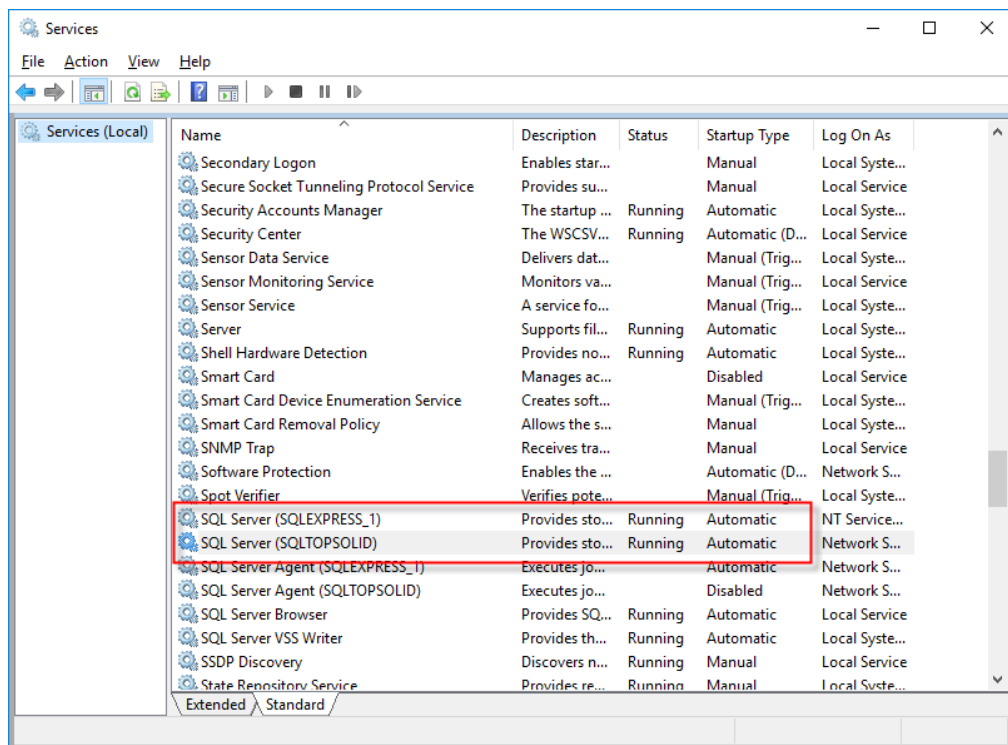 Services
File Action View Help
Services (Local)
Name Description Status Startup Type Log On As
Secondary Logon Enables star... Manual Local Syste...
Secure Socket Tunneling Protocol Service Provides su... Manual Local Service
Security Accounts Manager The startup ... Running Automatic Local Syste...
Security Center The WSCSV... Running Automatic (D... Local Service
Sensor Data Service Delivers dat... Manual (Trig... Local Syste...
Sensor Monitoring Service Monitors va... Manual (Trig... Local Service
Sensor Service A service fo... Manual (Trig... Local Syste...
Server Supports fil... Running Automatic Local Syste...
Shell Hardware Detection Provides no... Running Automatic Local Syste...
Smart Card Manages ac... Disabled Local Service
Smart Card Device Enumeration Service Creates soft... Manual (Trig... Local Syste...
Smart Card Removal Policy Allows the s... Manual Local Syste...
SNMP Trap Receives tra... Manual Local Service
Software Protection Enables the ... Automatic (D... Network S...
Spot Verifier Verifies pote... Manual (Trig... Local Syste...
SQL Server (SQLEXPRESS_1) Provides sto... Running Automatic NT Service...
SQL Server (SQLTOPSOLID) Provides sto... Running Automatic Network S...
SQL Server Agent (SQLEXPRESS_1) Executes jo... Automatic Network S...
SQL Server Agent (SQLTOPSOLID) Executes jo... Disabled Network S...
SQL Server Browser Provides SQ... Running Automatic Local Service
SQL Server VSS Writer Provides th... Running Automatic Local Syste...
SSDP Discovery Discovers n... Running Manual Local Service
State Repository Service Provides re... Running Manual Local Syste...
Extended Standard